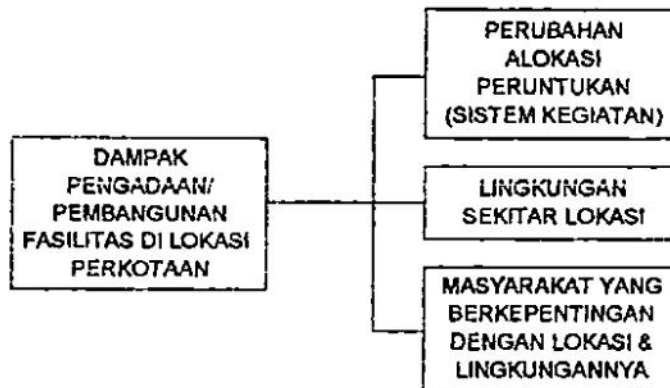 DAMPAK
PENGADAAN/
PEMBANGUNAN
FASILITAS DI LOKASI
PERKOTAAN
PERUBAHAN
ALOKASI
PERUNTUKAN
(SISTEM KEGIATAN)
LINGKUNGAN
SEKITAR LOKASI
MASYARAKAT YANG
BERKEPENTINGAN
DENGAN LOKASI &
LINGKUNGANNYA